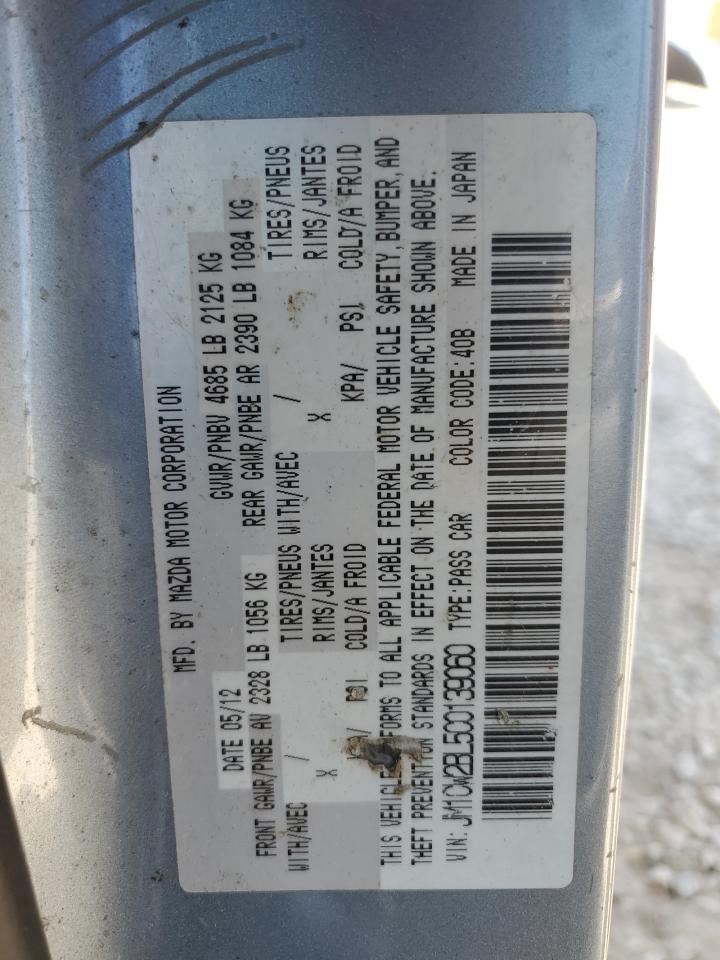 MFD. BY MAZDA MOTOR CORPORATION
DATE 05/12 GVWR/PNBV 4685 LB 2125 KG
FRONT GAWR/PNBE AV 2328 LB 1056 KG REAR GAWR/PNBE AR 2390 LB 1084 KG
WITH/AVEC / TIRES/PNEUS WITH/AVEC / TIRES/PNEUS
X RIMS/JANTES X RIMS/JANTES
PSI COLD/A FROID KPA/ PSI COLD/A FROID
THIS VEHICLE CONFORMS TO ALL APPLICABLE FEDERAL MOTOR VEHICLE SAFETY, BUMPER, AND
THEFT PREVENTION STANDARDS IN EFFECT ON THE DATE OF MANUFACTURE SHOWN ABOVE.
VIN: JM1CW2BL5C0139060 TYPE:PASS CAR COLOR CODE:40B MADE IN JAPAN